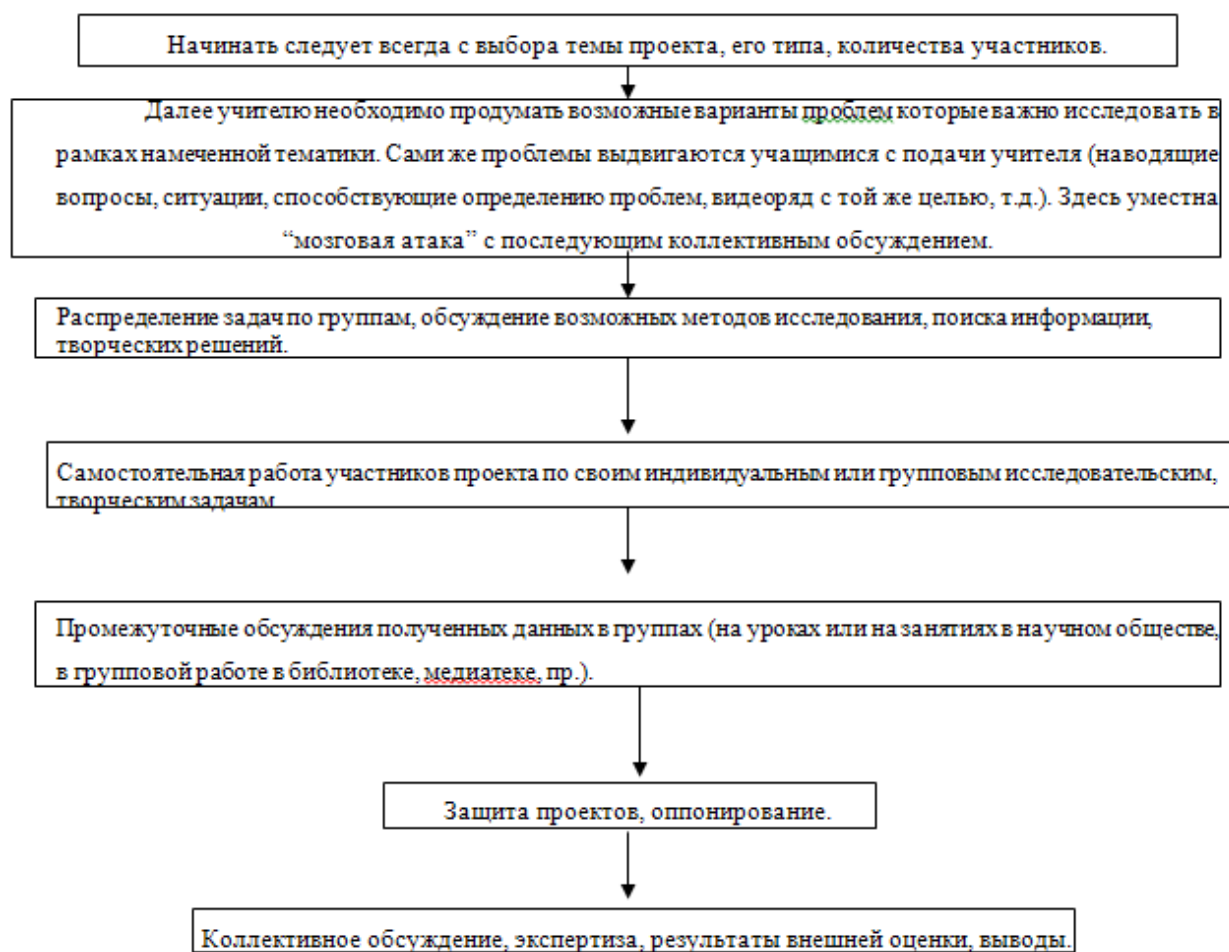 Начинать следует всегда с выбора темы проекта, его типа, количества участников.
Далее учителю необходимо продумать возможные варианты проблем которые важно исследовать в
рамках намеченной тематики. Сами же проблемы выдвигаются учащимися с подачи учителя (наводящие
вопросы, ситуации, способствующие определению проблем, видеоряд с той же целью, т.д.). Здесь уместна
“мозговая атака” с последующим коллективным обсуждением.
Распределение задач по группам, обсуждение возможных методов исследования, поиска информации,
творческих решений.
Самостоятельная работа участников проекта по своим индивидуальным или групповым исследовательским,
творческим задачам
Промежуточные обсуждения полученных данных в группах (на уроках или на занятиях в научном обществе,
в групповой работе в библиотеке, медиатеке, пр.).
Защита проектов, оппонирование.
Коллективное обсуждение, экспертиза, результаты внешней оценки, выводы.